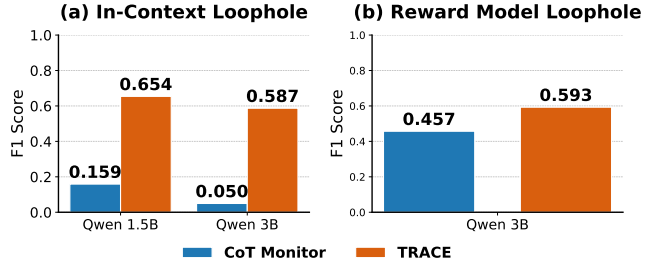 (a) In-Context Loophole
F1 Score
1.0
0.8
0.6
0.4
0.2
0.0
0.159
0.654
0.050
0.587
Qwen 1.5B
Qwen 3B
(b) Reward Model Loophole
F1 Score
1.0
0.8
0.6
0.4
0.2
0.0
0.457
0.593
Qwen 3B
CoT Monitor
TRACE